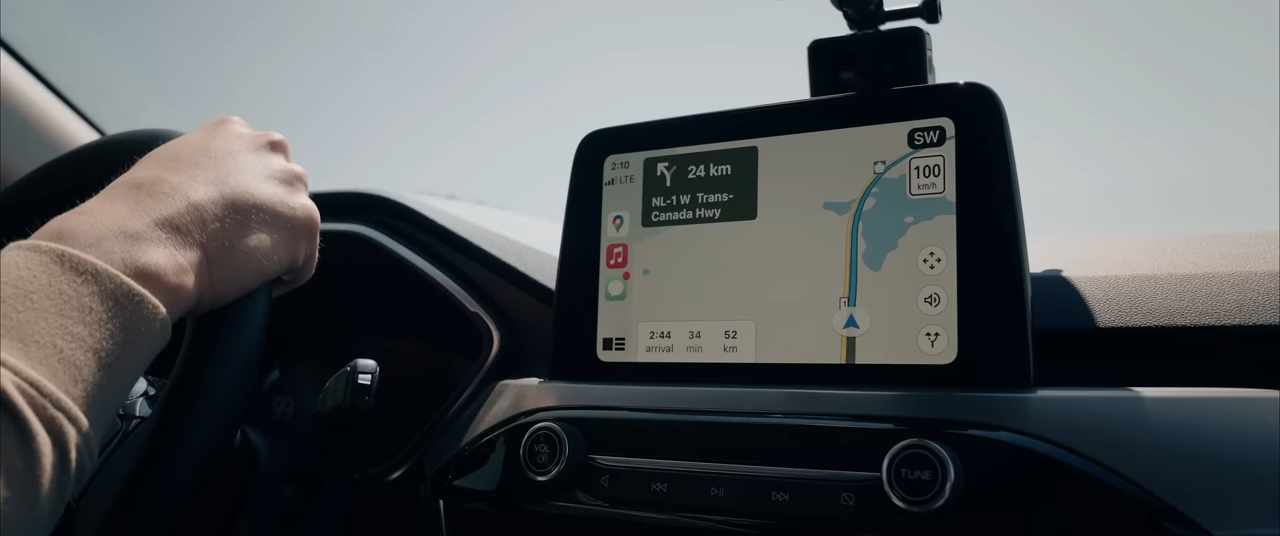 2:10
LTE
24 km
NL-1 W Trans-
Canada Hwy
SW
100
km/h
1
2:44 34 52
arrival min km
VOL
TUNE